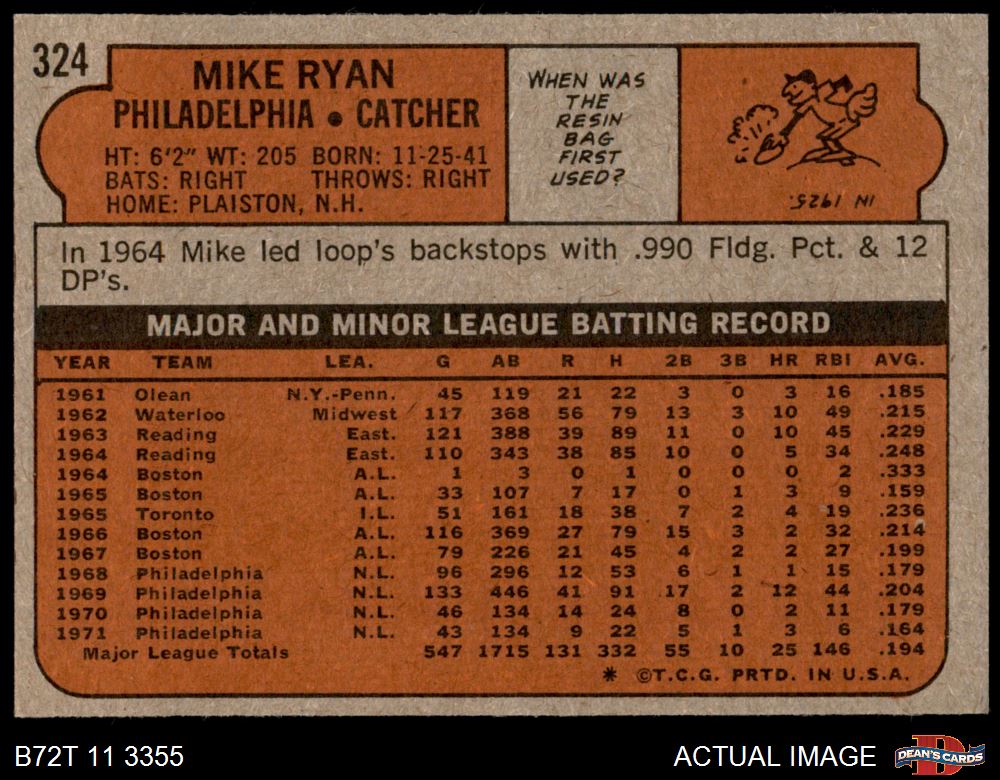 324
MIKE RYAN
PHILADELPHIA • CATCHER
HT: 6'2" WT: 205 BORN: 11-25-41
BATS: RIGHT THROWS: RIGHT
HOME: PLAISTON, N.H.
WHEN WAS
THE
RESIN
BAG
FIRST
USED?
IN 1925.
In 1964 Mike led loop's backstops with .990 Fldg. Pct. & 12
DP's.
MAJOR AND MINOR LEAGUE BATTING RECORD
YEAR TEAM LEA. G AB R H 2B 3B HR RBI AVG.
1961 Olean N.Y.-Penn. 45 119 21 22 3 0 3 16 .185
1962 Waterloo Midwest 117 368 56 79 13 3 10 49 .215
1963 Reading East. 121 388 39 89 11 0 10 45 .229
1964 Reading East. 110 343 38 85 10 0 5 34 .248
1964 Boston A.L. 1 3 0 1 0 0 0 2 .333
1965 Boston A.L. 33 107 7 17 0 1 3 9 .159
1965 Toronto I.L. 51 161 18 38 7 2 4 19 .236
1966 Boston A.L. 116 369 27 79 15 3 2 32 .214
1967 Boston A.L. 79 226 21 45 4 2 2 27 .199
1968 Philadelphia N.L. 96 296 12 53 6 1 1 15 .179
1969 Philadelphia N.L. 133 446 41 91 17 2 12 44 .204
1970 Philadelphia N.L. 46 134 14 24 8 0 2 11 .179
1971 Philadelphia N.L. 43 134 9 22 5 1 3 6 .164
Major League Totals 547 1715 131 332 55 10 25 146 .194
* ©T.C.G. PRTD. IN U.S.A.
B72T 11 3355
ACTUAL IMAGE
D
DEAN'S CARDS